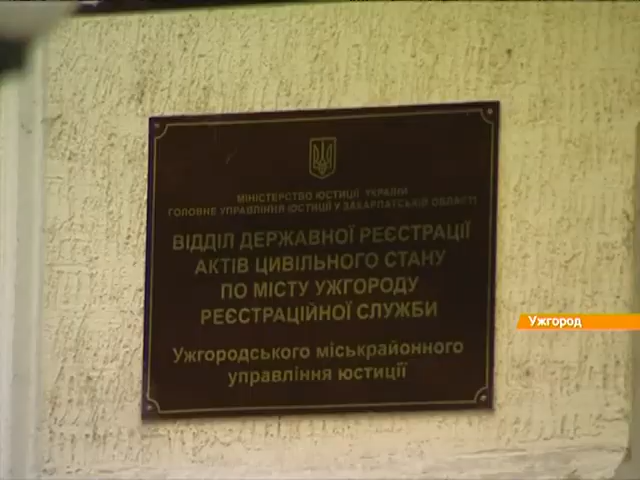 МІНІСТЕРСТВО ЮСТИЦІЇ УКРАЇНИ
ГОЛОВНЕ УПРАВЛІННЯ ЮСТИЦІЇ У ЗАКАРПАТСЬКІЙ ОБЛАСТІ
ВІДДІЛ ДЕРЖАВНОЇ РЕЄСТРАЦІЇ
АКТІВ ЦИВІЛЬНОГО СТАНУ
ПО МІСТУ УЖГОРОДУ
РЕЄСТРАЦІЙНОЇ СЛУЖБИ
Ужгородського міськрайонного
управління юстиції
Ужгород